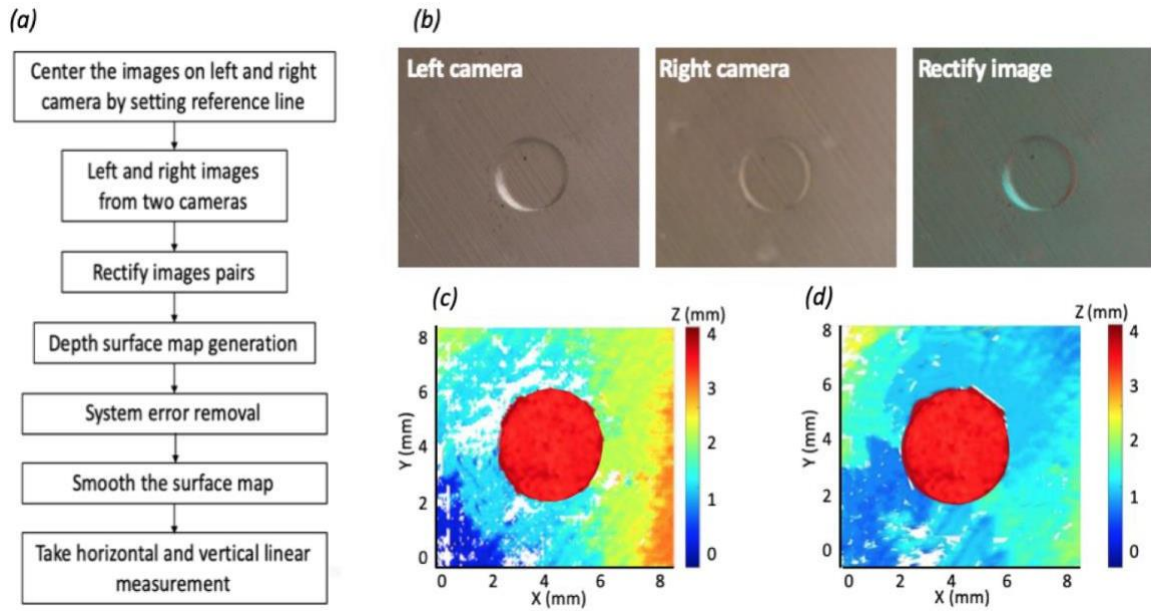 (a)
Center the images on left and right
camera by setting reference line
Left and right images
from two cameras
Rectify images pairs
Depth surface map generation
System error removal
Smooth the surface map
Take horizontal and vertical linear
measurement
(b)
Left camera
Right camera
Rectify image
(c)
Z (mm)
8
6
4
2
0
Y (mm)
0 2 4 6 8
X (mm)
4
3
2
1
0
(d)
Z (mm)
8
6
4
2
0
Y (mm)
0 2 4 6 8
X (mm)
4
3
2
1
0